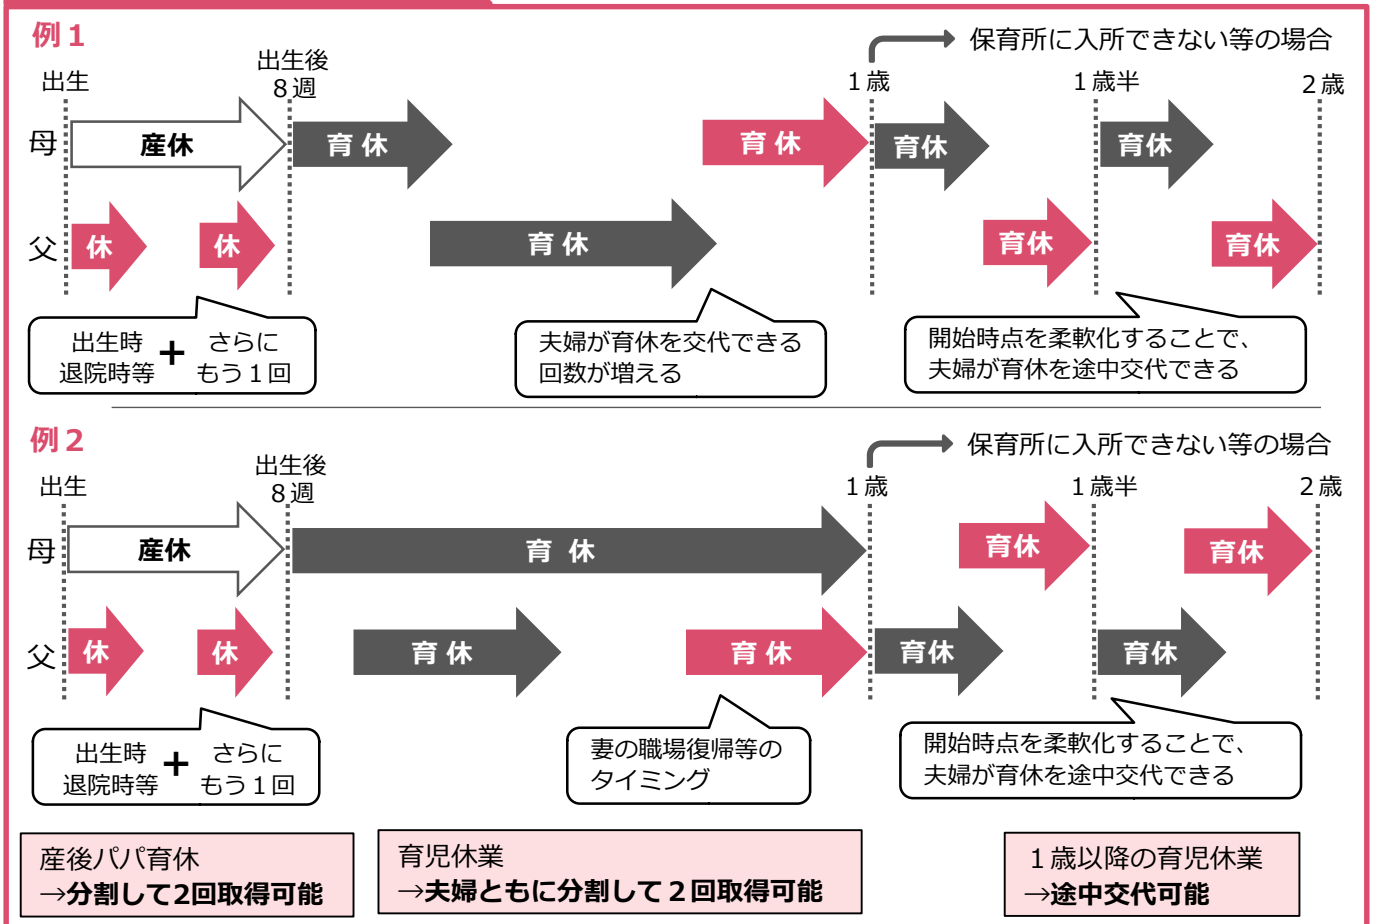 例１
保育所に入所できない等の場合
出生
出生後
８週
１歳
１歳半
２歳
母
産休
育 休
育 休
育休
育休
父
休
休
育 休
育休
育休
出生時
退院時等
＋
さらに
もう１回
夫婦が育休を交代できる
回数が増える
開始時点を柔軟化することで、
夫婦が育休を途中交代できる
例２
保育所に入所できない等の場合
出生
出生後
８週
１歳
１歳半
２歳
母
産休
育 休
育休
育休
父
休
休
育 休
育 休
育休
育休
出生時
退院時等
＋
さらに
もう１回
妻の職場復帰等の
タイミング
開始時点を柔軟化することで、
夫婦が育休を途中交代できる
産後パパ育休
→分割して2回取得可能
育児休業
→夫婦ともに分割して２回取得可能
１歳以降の育児休業
→途中交代可能